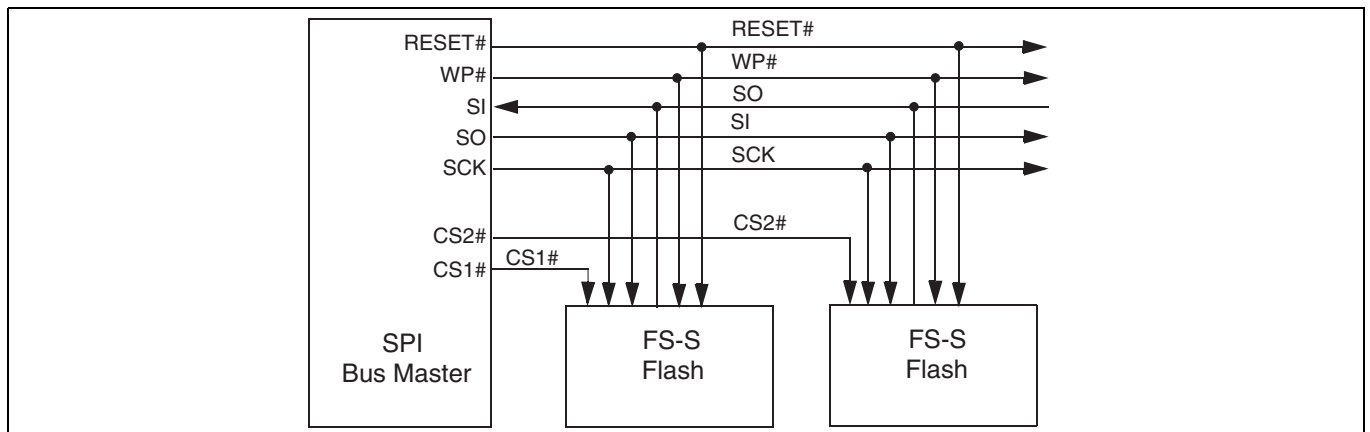 RESET#
RESET#
WP#
WP#
SI
SO
SO
SI
SCK
SCK
CS2#
CS2#
CS1#
CS1#
SPI
Bus Master
FS-S
Flash
FS-S
Flash